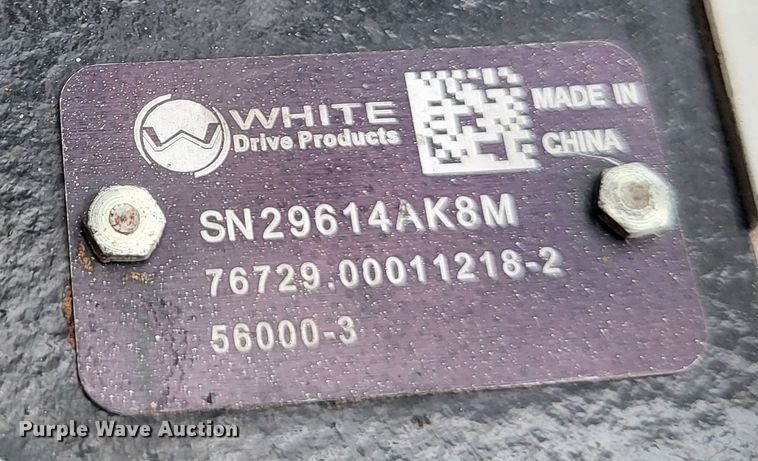 WHITE
Drive Products
MADE IN
CHINA
SN29614AK8M
76729.00011218-2
56000-3
Purple Wave Auction